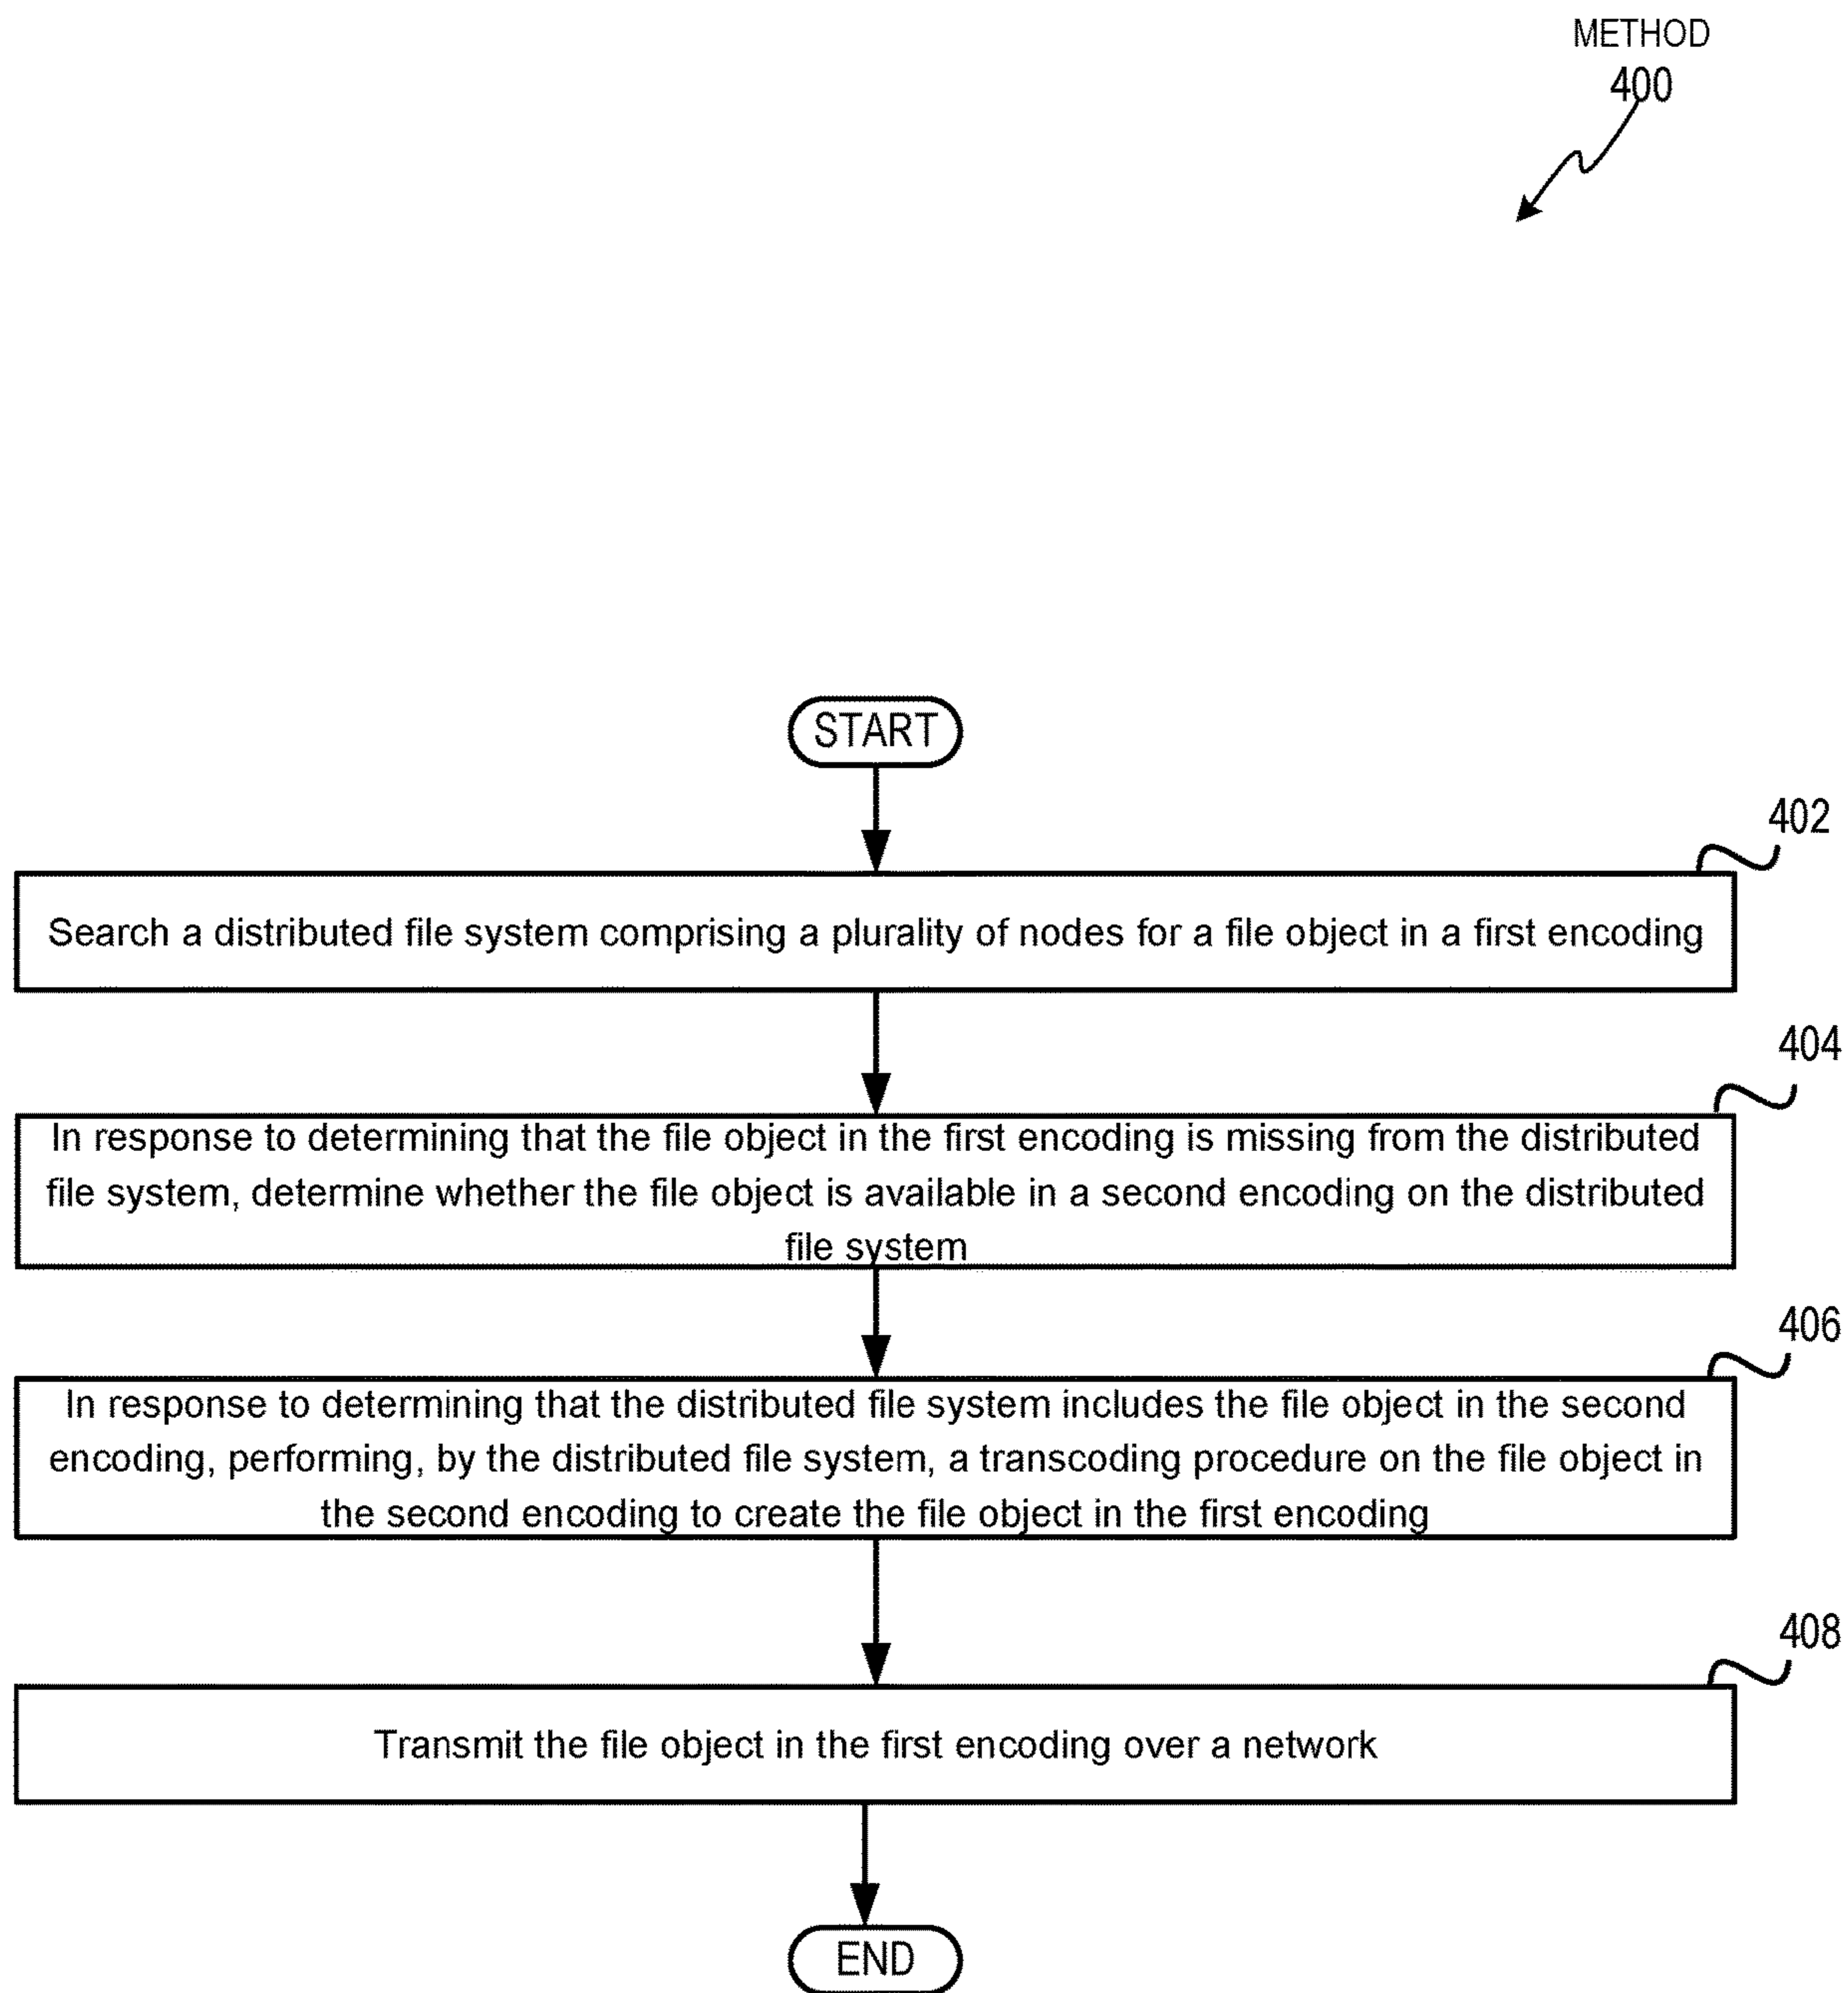 METHOD
400
START
402
Search a distributed file system comprising a plurality of nodes for a file object in a first encoding
404
In response to determining that the file object in the first encoding is missing from the distributed
file system, determine whether the file object is available in a second encoding on the distributed
file system
406
In response to determining that the distributed file system includes the file object in the second
encoding, performing, by the distributed file system, a transcoding procedure on the file object in
the second encoding to create the file object in the first encoding
408
Transmit the file object in the first encoding over a network
END